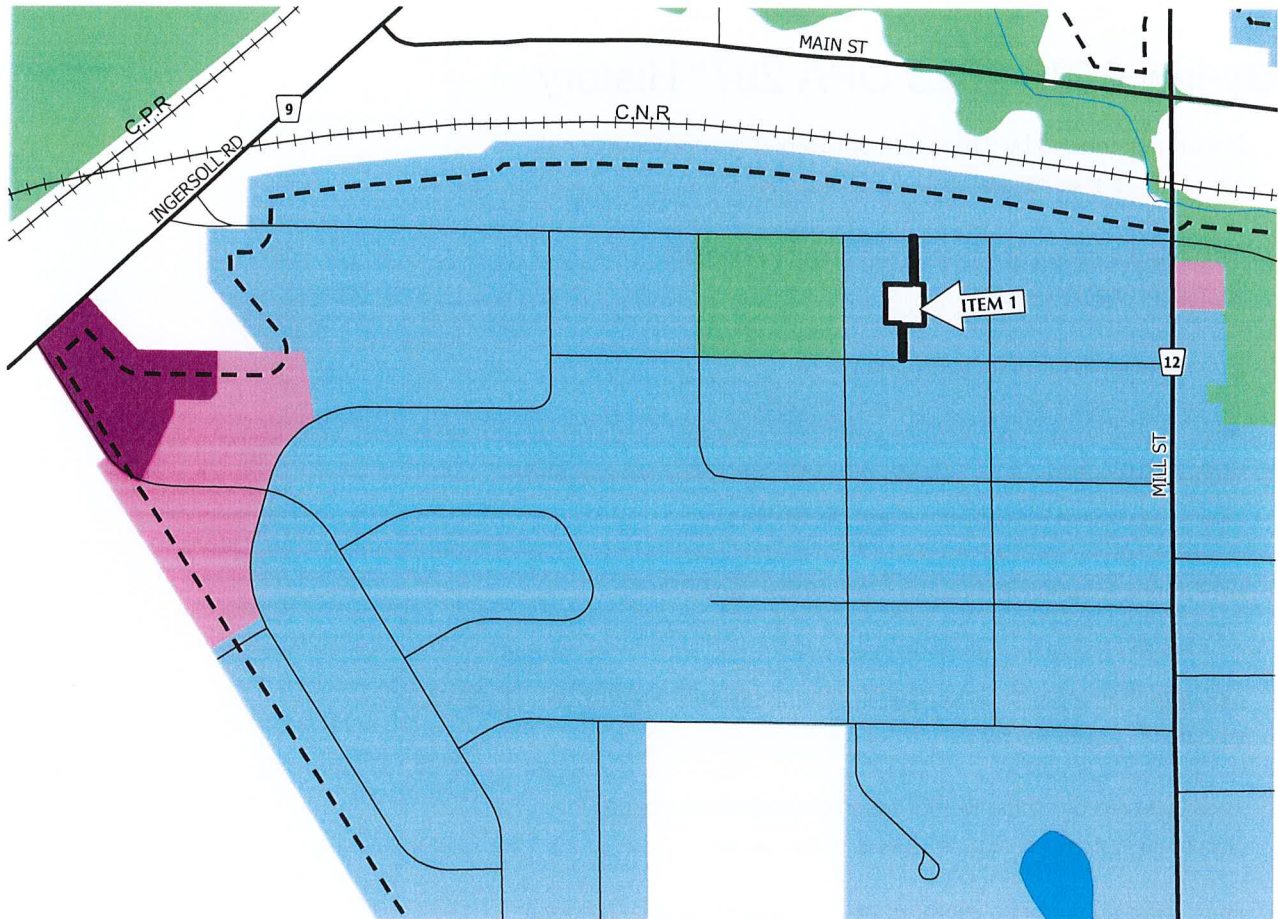 MAIN ST
C.P.R
9
C.N.R
INGERSOLL RD
ITEM 1
12
MILL ST